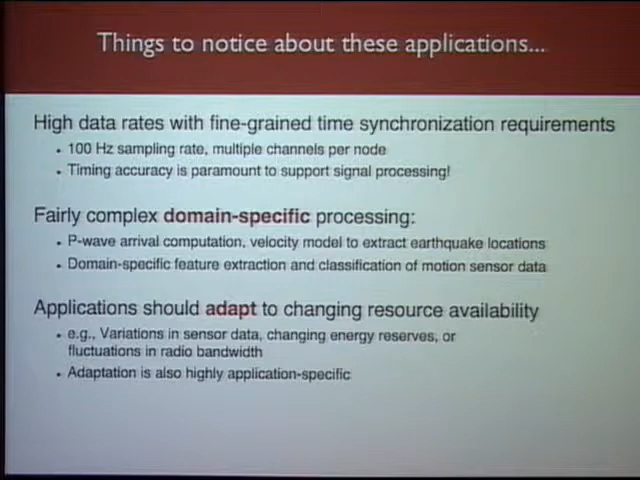 Things to notice about these applications...
High data rates with fine-grained time synchronization requirements
• 100 Hz sampling rate, multiple channels per node
• Timing accuracy is paramount to support signal processing!
Fairly complex domain-specific processing:
• P-wave arrival computation, velocity model to extract earthquake locations
• Domain-specific feature extraction and classification of motion sensor data
Applications should adapt to changing resource availability
• e.g., Variations in sensor data, changing energy reserves, or
fluctuations in radio bandwidth
• Adaptation is also highly application-specific